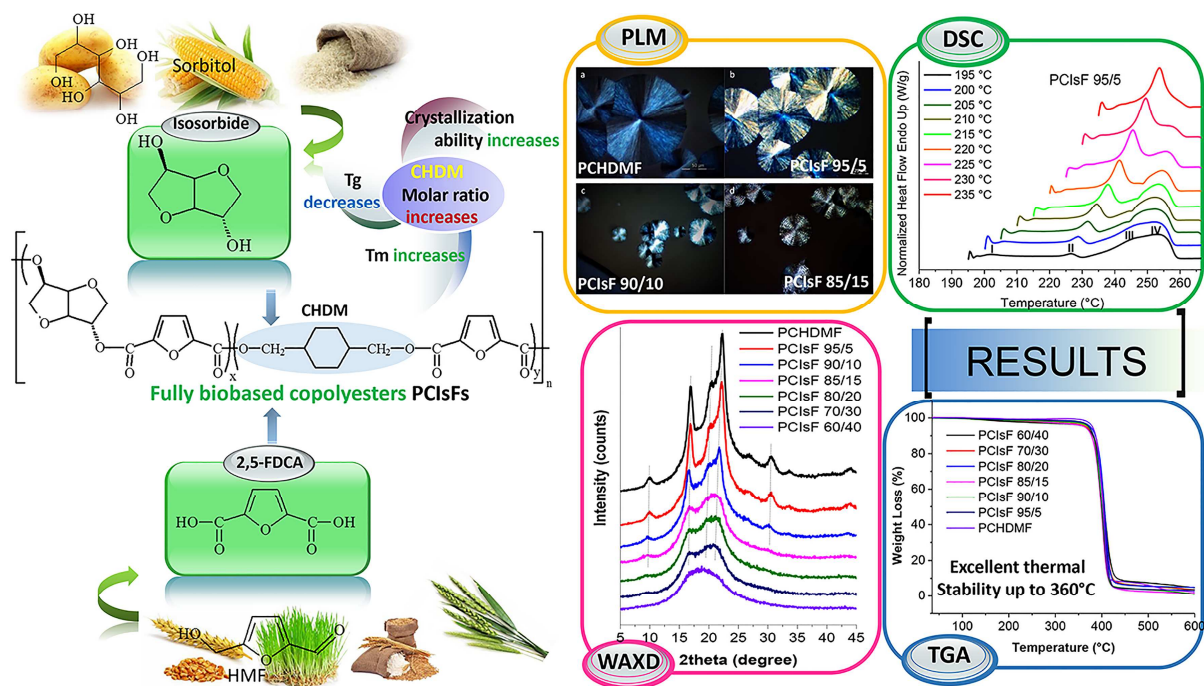 OH
OH
OH
OH
OH
OH
Sorbitol
Isosorbide
HO
O
O
OH
Crystallization
ability increases
Tg
decreases
CHDM
Molar ratio
increases
Tm increases
O
O
O
O
O
O
O
x
CHDM
O
CH2
CH2
O
O
O
O
y
n
Fully biobased copolyesters PCIsFs
2,5-FDCA
HO
O
OH
O
O
HO
O
O
HMF
PLM
a
PCHDMF
b
PCIsF 95/5
c
PCIsF 90/10
d
PCIsF 85/15
DSC
Normalized Heat Flow Endo Up (W/g)
195 °C
200 °C
205 °C
210 °C
215 °C
220 °C
225 °C
230 °C
235 °C
PCIsF 95/5
I
II
III
IV
180 190 200 210 220 230 240 250 260
Temperature (°C)
Intensity (counts)
PCHDMF
PCIsF 95/5
PCIsF 90/10
PCIsF 85/15
PCIsF 80/20
PCIsF 70/30
PCIsF 60/40
5 10 15 20 25 30 35 40 45
2theta (degree)
WAXD
RESULTS
Weight Loss (%)
100
80
60
40
20
0
PCIsF 60/40
PCIsF 70/30
PCIsF 80/20
PCIsF 85/15
PCIsF 90/10
PCIsF 95/5
PCHDMF
Excellent thermal
Stability up to 360°C
100 200 300 400 500 600
Temperature (°C)
TGA